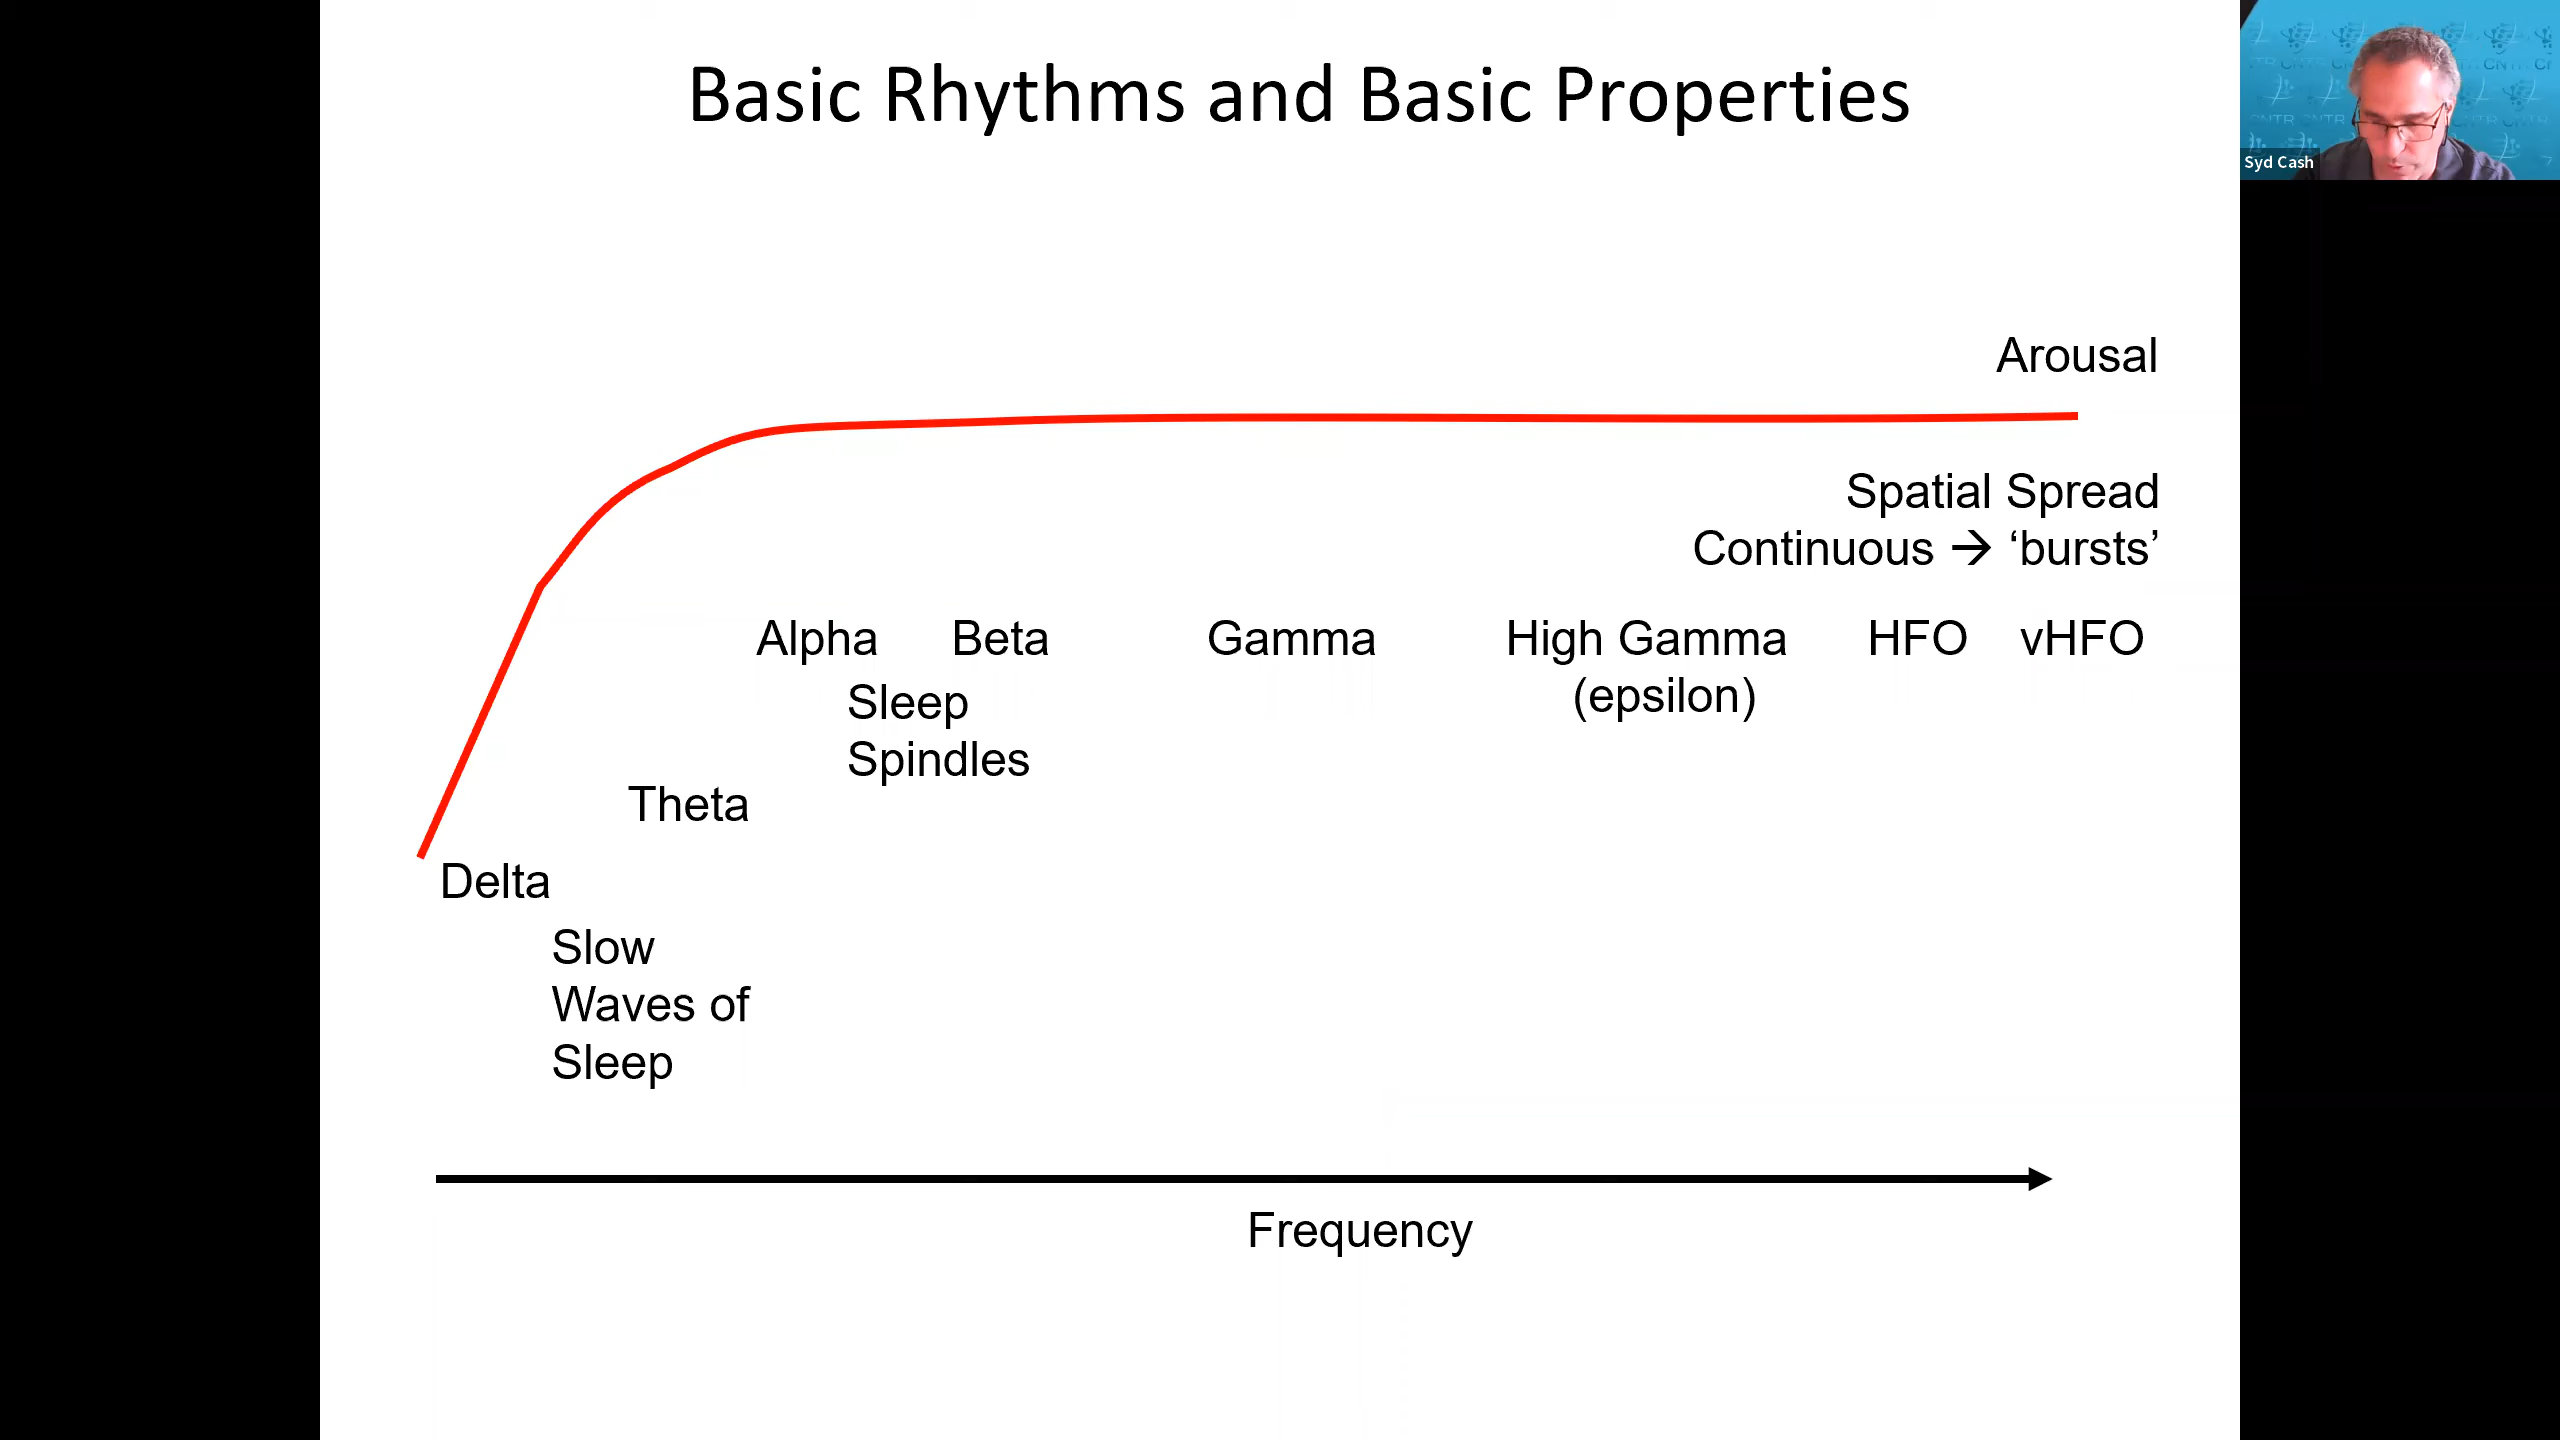 Basic Rhythms and Basic Properties
Syd Cash
Arousal
Spatial Spread
Continuous → ‘bursts’
Alpha Beta Gamma High Gamma HFO vHFO
(epsilon)
Sleep
Spindles
Theta
Delta
Slow
Waves of
Sleep
Frequency